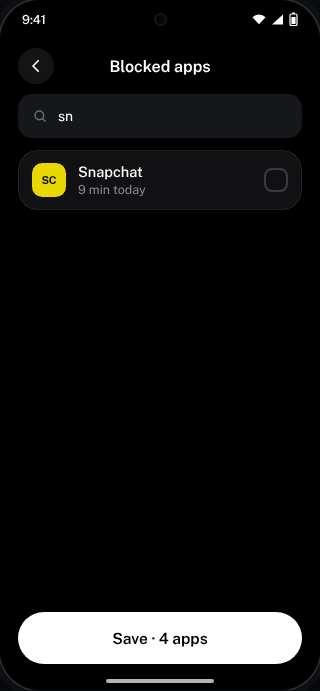 9:41
Blocked apps
sn
SC
Snapchat
9 min today
Save · 4 apps